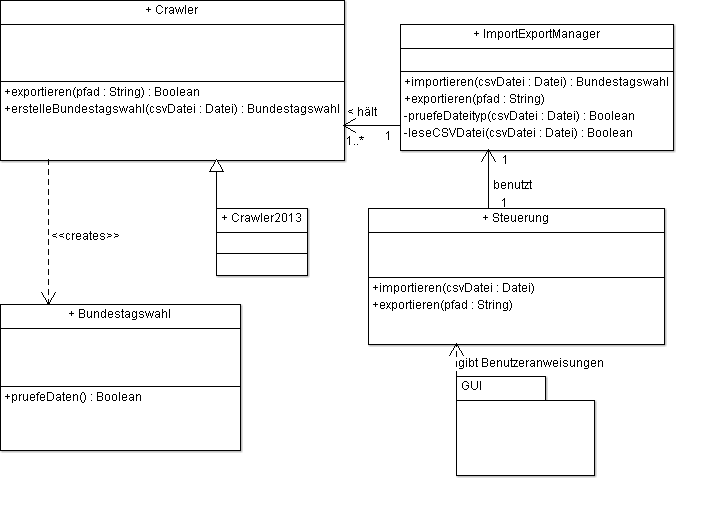 + Crawler
+exportieren(pfad : String) : Boolean
+erstelleBundestagswahl(csvDatei : Datei) : Bundestagswahl
+ ImportExportManager
+importieren(csvDatei : Datei) : Bundestagswahl
+exportieren(pfad : String)
-pruefeDateityp(csvDatei : Datei) : Boolean
-leseCSVDatei(csvDatei : Datei) : Boolean
< hält
1..*
1
1
benutzt
1
+ Crawler2013
+ Steuerung
+importieren(csvDatei : Datei)
+exportieren(pfad : String)
<<creates>>
+ Bundestagswahl
+pruefeDaten() : Boolean
gibt Benutzeranweisungen
GUI